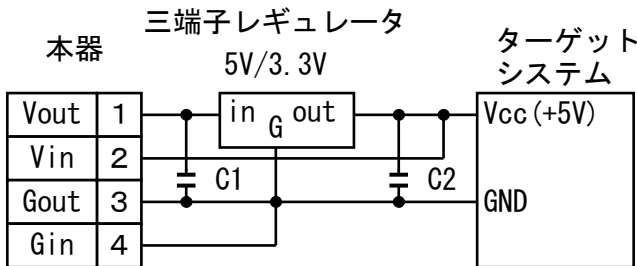 三端子レギュレータ
5V/3.3V
本器
ターゲット
システム
Vout 1
Vin 2
Gout 3
Gin 4
in G out
C1
C2
Vcc(+5V)
GND